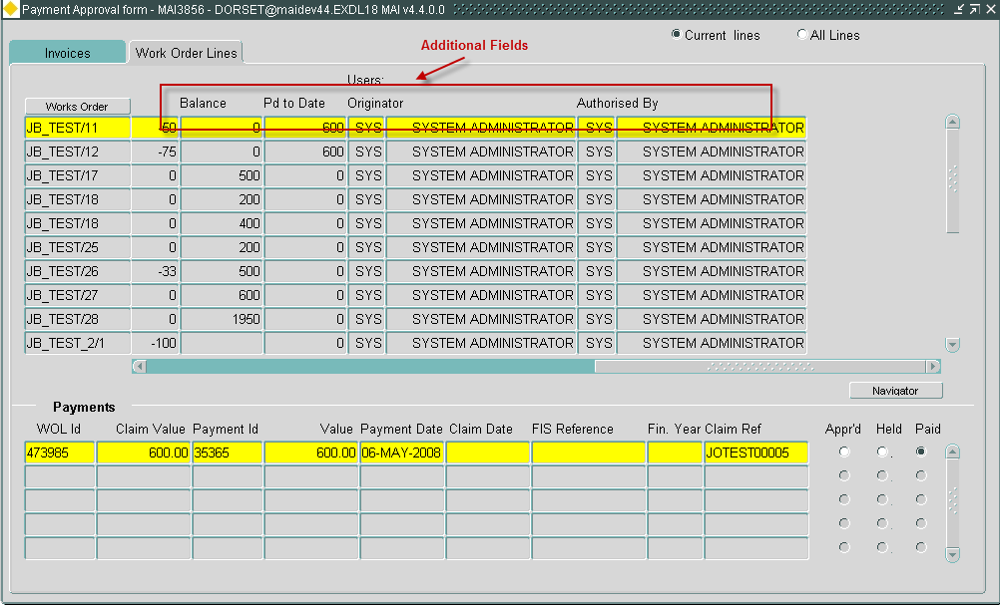 Payment Approval form - MAI3856 - DORSET@maidev44.EXDL18 MAI v4.4.0.0
Current lines All Lines
Invoices Work Order Lines
Additional Fields
Users:
Works Order Balance Pd to Date Originator Authorised By
JB_TEST/11 -50 0 600 SYS SYSTEM ADMINISTRATOR SYS SYSTEM ADMINISTRATOR
JB_TEST/12 -75 0 600 SYS SYSTEM ADMINISTRATOR SYS SYSTEM ADMINISTRATOR
JB_TEST/17 0 500 0 SYS SYSTEM ADMINISTRATOR SYS SYSTEM ADMINISTRATOR
JB_TEST/18 0 200 0 SYS SYSTEM ADMINISTRATOR SYS SYSTEM ADMINISTRATOR
JB_TEST/18 0 400 0 SYS SYSTEM ADMINISTRATOR SYS SYSTEM ADMINISTRATOR
JB_TEST/25 0 200 0 SYS SYSTEM ADMINISTRATOR SYS SYSTEM ADMINISTRATOR
JB_TEST/26 -33 500 0 SYS SYSTEM ADMINISTRATOR SYS SYSTEM ADMINISTRATOR
JB_TEST/27 0 600 0 SYS SYSTEM ADMINISTRATOR SYS SYSTEM ADMINISTRATOR
JB_TEST/28 0 1950 0 SYS SYSTEM ADMINISTRATOR SYS SYSTEM ADMINISTRATOR
JB_TEST_2/1 -100 0 SYS SYSTEM ADMINISTRATOR SYS SYSTEM ADMINISTRATOR
Navigator
Payments
WOL Id Claim Value Payment Id Value Payment Date Claim Date FIS Reference Fin. Year Claim Ref Appr'd Held Paid
473985 600.00 35365 600.00 06-MAY-2008 JOTEST00005